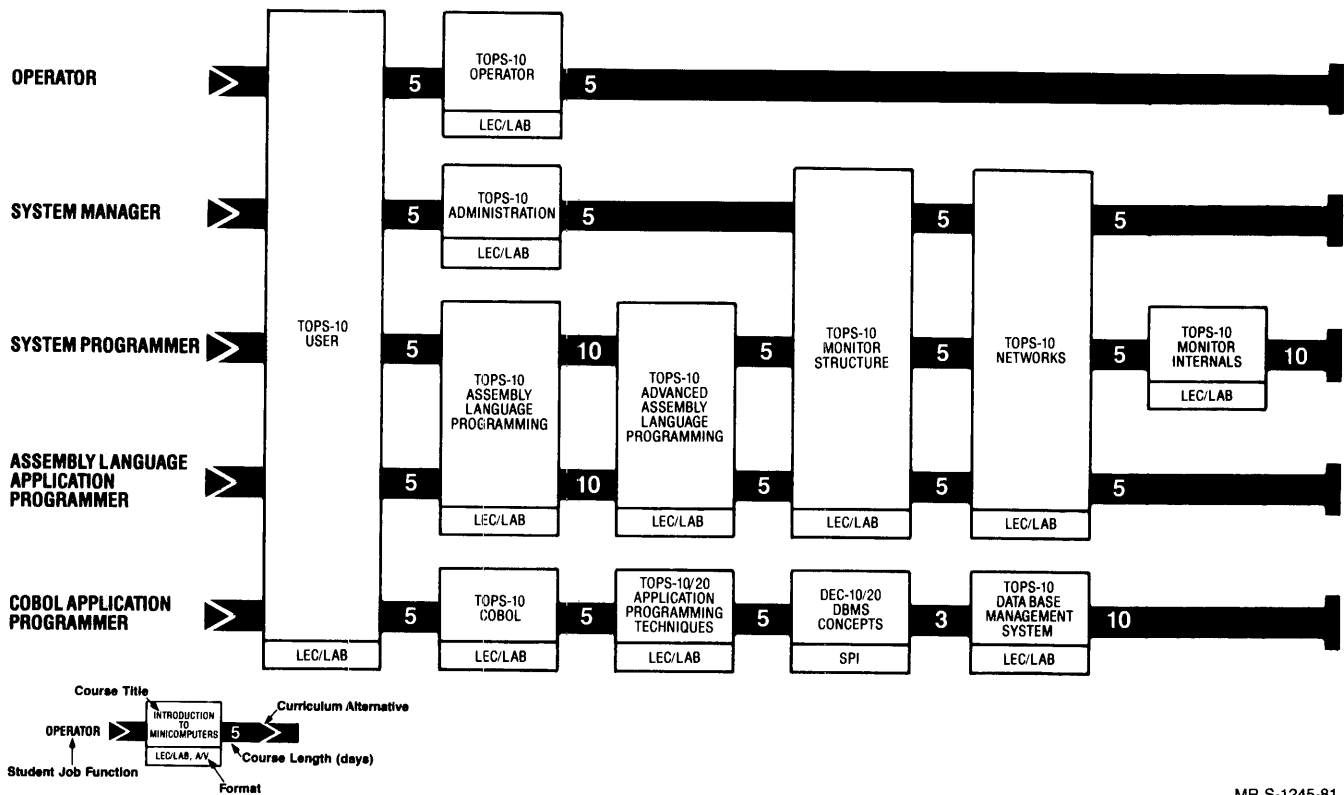 OPERATOR
5
TOPS-10
OPERATOR
LEC/LAB
5
SYSTEM MANAGER
5
TOPS-10
ADMINISTRATION
LEC/LAB
5
5
5
TOPS-10
USER
LEC/LAB
SYSTEM PROGRAMMER
5
TOPS-10
ASSEMBLY
LANGUAGE
PROGRAMMING
LEC/LAB
10
TOPS-10
ADVANCED
ASSEMBLY
LANGUAGE
PROGRAMMING
LEC/LAB
5
TOPS-10
MONITOR
STRUCTURE
LEC/LAB
5
TOPS-10
NETWORKS
LEC/LAB
5
TOPS-10
MONITOR
INTERNALS
LEC/LAB
10
ASSEMBLY LANGUAGE
APPLICATION
PROGRAMMER
5
10
5
5
5
COBOL APPLICATION
PROGRAMMER
5
TOPS-10
COBOL
LEC/LAB
5
TOPS-10/20
APPLICATION
PROGRAMMING
TECHNIQUES
LEC/LAB
5
DEC-10/20
DBMS
CONCEPTS
SPI
3
TOPS-10
DATA BASE
MANAGEMENT
SYSTEM
LEC/LAB
10
Course Title
Curriculum Alternative
OPERATOR
INTRODUCTION
TO
MINICOMPUTERS
5
LEC/LAB, A/V
Course Length (days)
Student Job Function
Format
MR-S-1245-81